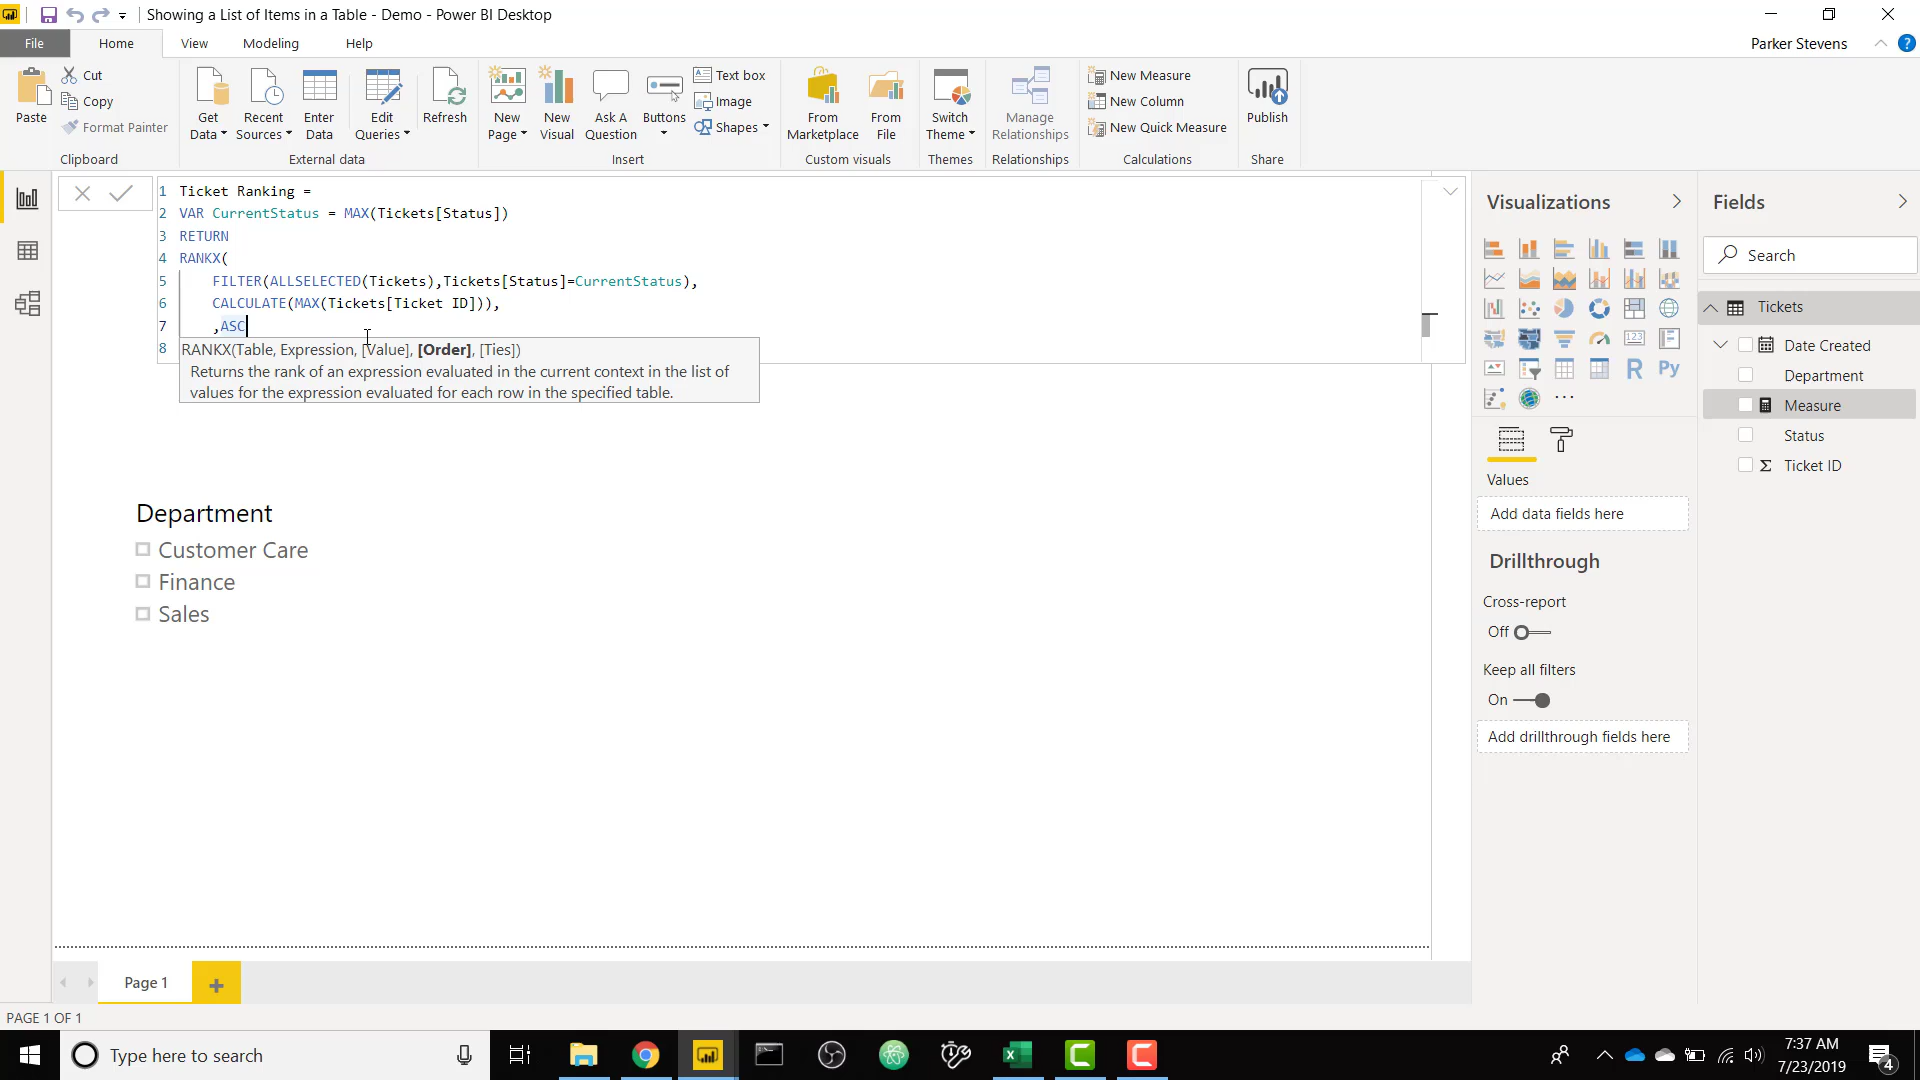 Showing a List of Items in a Table - Demo - Power BI Desktop
File Home View Modeling Help Parker Stevens
Paste
Cut
Copy
Format Painter
Clipboard
Get Data
Recent Sources
Enter Data
Edit Queries
Refresh
External data
New Page
New Visual
Ask A Question
Buttons
Text box
Image
Shapes
Insert
From Marketplace
From File
Custom visuals
Switch Theme
Themes
Manage Relationships
Relationships
New Measure
New Column
New Quick Measure
Calculations
Publish
Share
1 Ticket Ranking =
2 VAR CurrentStatus = MAX(Tickets[Status])
3 RETURN
4 RANKX(
5 FILTER(ALLSELECTED(Tickets),Tickets[Status]=CurrentStatus),
6 CALCULATE(MAX(Tickets[Ticket ID])),
7 ,ASC
8
RANKX(Table, Expression, [Value], [Order], [Ties])
Returns the rank of an expression evaluated in the current context in the list of
values for the expression evaluated for each row in the specified table.
Department
Customer Care
Finance
Sales
Visualizations
R Py
123
Values
Add data fields here
Drillthrough
Cross-report
Off
Keep all filters
On
Add drillthrough fields here
Fields
Search
Tickets
Date Created
Department
Measure
Status
Σ Ticket ID
Page 1
PAGE 1 OF 1
Type here to search
7:37 AM
7/23/2019
4